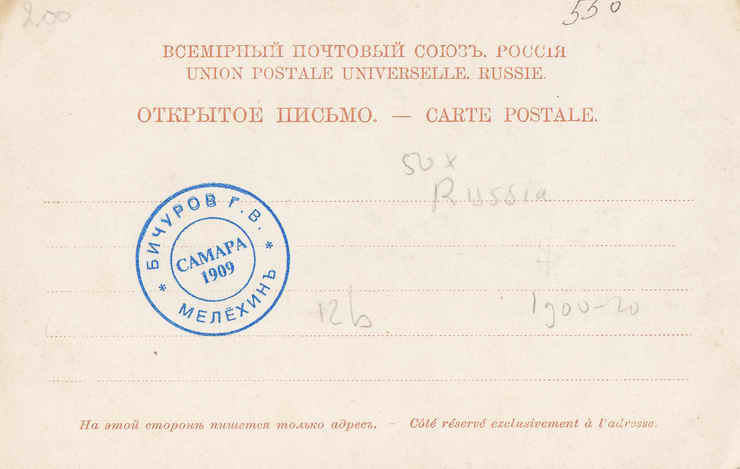 200
550
ВСЕМІРНЫЙ ПОЧТОВЫЙ СОЮЗЪ. РОССІЯ
UNION POSTALE UNIVERSELLE. RUSSIE.
ОТКРЫТОЕ ПИСЬМО. — CARTE POSTALE.
50 x
Russia
* БИЧУРОВ Г.В. *
САМАРА
1909
МЕЛЁХИНЪ
12b
1900-20
На этой сторонѣ пишется только адресъ. – Côté réservé exclusivement à l'adresse.